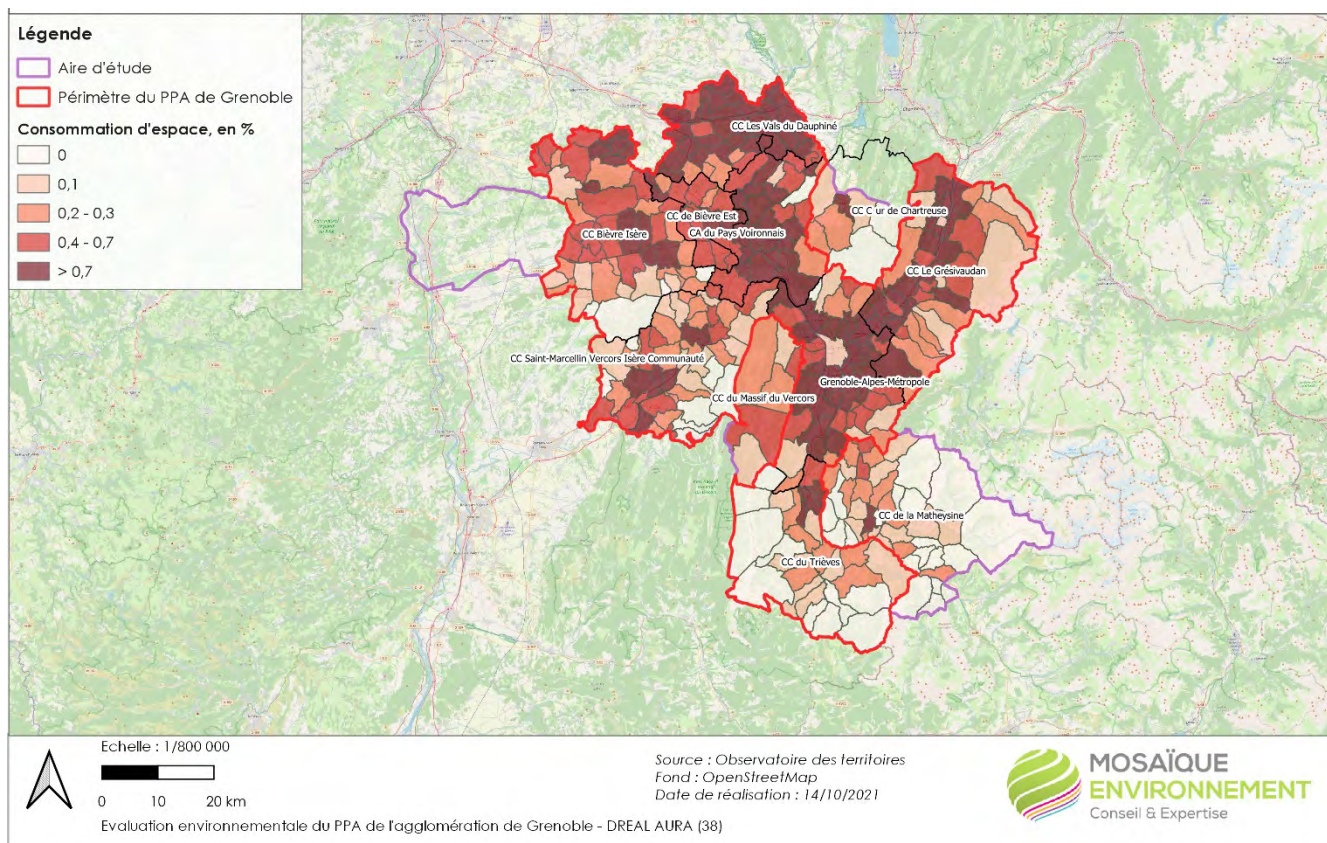 Légende
Aire d'étude
Périmètre du PPA de Grenoble
Consommation d'espace, en %
0
0,1
0,2 - 0,3
0,4 - 0,7
> 0,7
CC Les Vals du Dauphiné
CC C ur de Chartreuse
CC de Bièvre Est
CC Bièvre Isère
CA du Pays Voironnais
CC Le Grésivaudan
CC Saint-Marcellin Vercors Isère Communauté
Grenoble-Alpes-Métropole
CC du Massif du Vercors
CC de la Matheysine
CC du Trièves
Echelle : 1/800 000
0 10 20 km
Evaluation environnementale du PPA de l'agglomération de Grenoble - DREAL AURA (38)
Source : Observatoire des territoires
Fond : OpenStreetMap
Date de réalisation : 14/10/2021
MOSAÏQUE
ENVIRONNEMENT
Conseil & Expertise